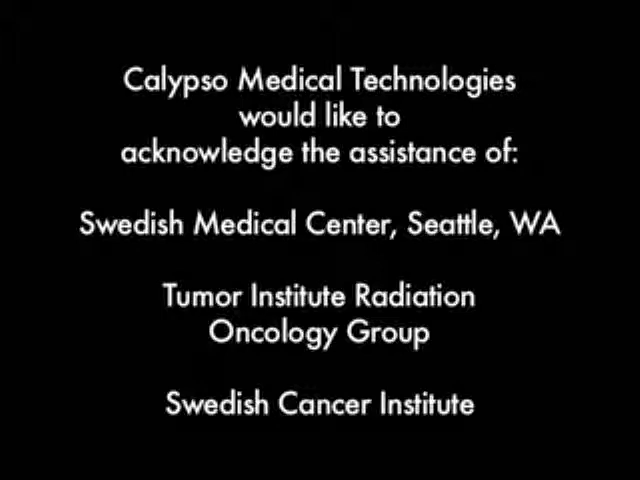 Calypso Medical Technologies
would like to
acknowledge the assistance of:
Swedish Medical Center, Seattle, WA
Tumor Institute Radiation
Oncology Group
Swedish Cancer Institute